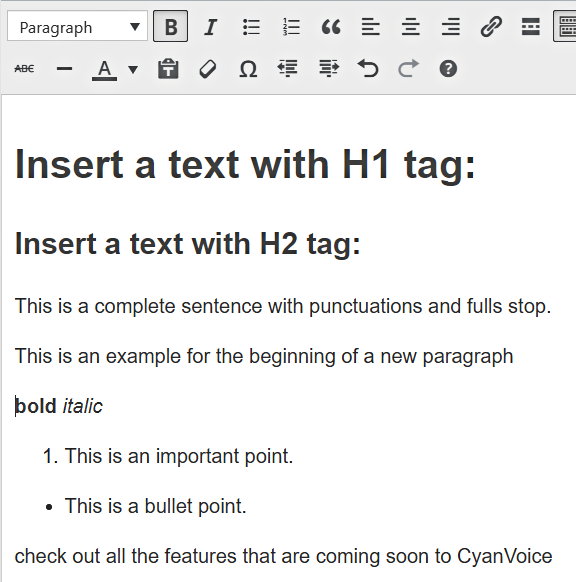 Paragraph
B I
ABC A T Ω ?
Insert a text with H1 tag:
Insert a text with H2 tag:
This is a complete sentence with punctuations and fulls stop.
This is an example for the beginning of a new paragraph
bold italic
1. This is an important point.
• This is a bullet point.
check out all the features that are coming soon to CyanVoice